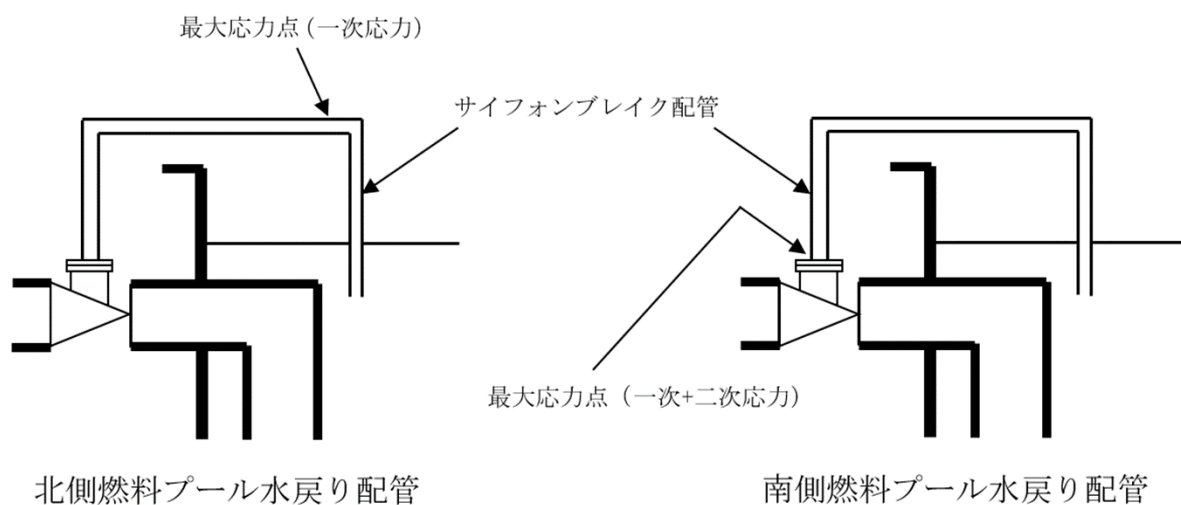 最大応力点(一次応力)
サイフォンブレイク配管
最大応力点（一次+二次応力）
北側燃料プール水戻り配管
南側燃料プール水戻り配管